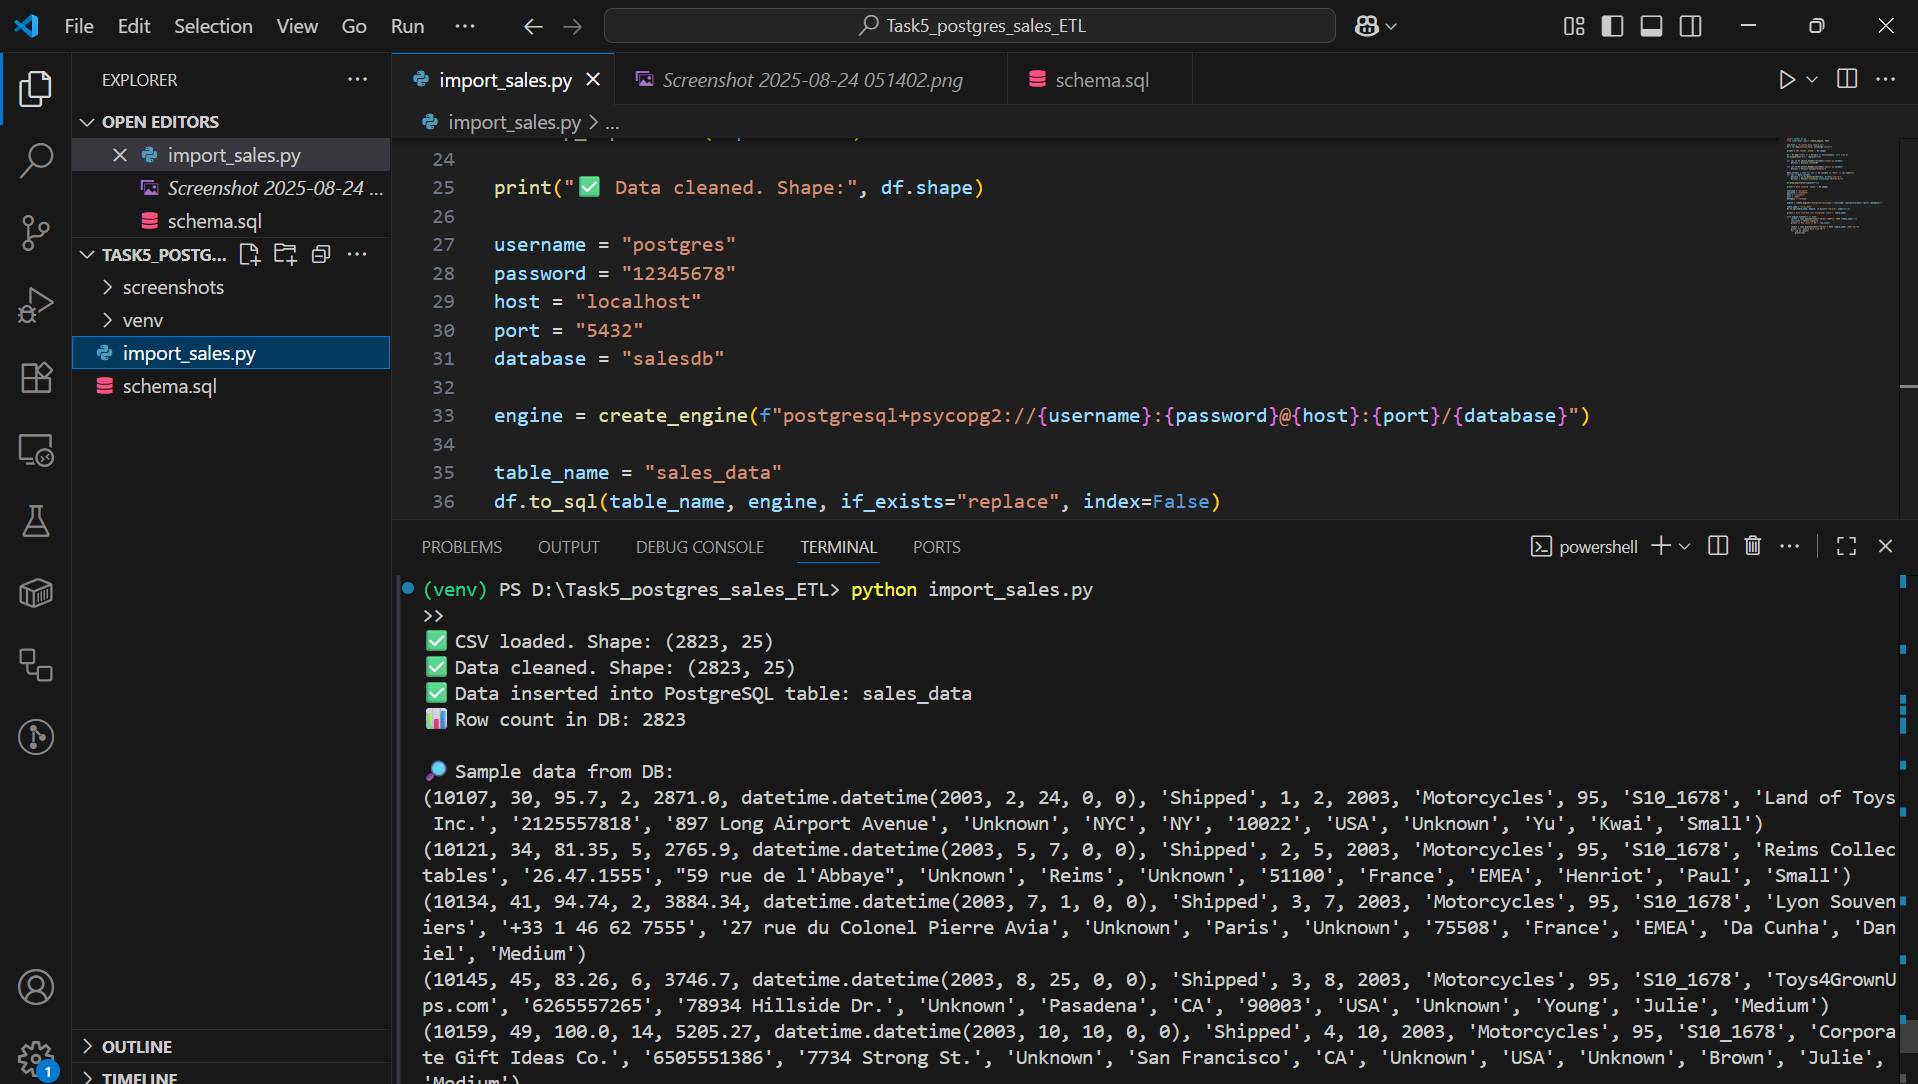 File Edit Selection View Go Run ···
Task5_postgres_sales_ETL
EXPLORER
OPEN EDITORS
import_sales.py
Screenshot 2025-08-24 ...
schema.sql
TASK5_POSTG...
screenshots
venv
import_sales.py
schema.sql
OUTLINE
TIMELINE
1
import_sales.py
Screenshot 2025-08-24 051402.png
schema.sql
import_sales.py > ...
24
25 print("✅ Data cleaned. Shape:", df.shape)
26
27 username = "postgres"
28 password = "12345678"
29 host = "localhost"
30 port = "5432"
31 database = "salesdb"
32
33 engine = create_engine(f"postgresql+psycopg2://{username}:{password}@{host}:{port}/{database}")
34
35 table_name = "sales_data"
36 df.to_sql(table_name, engine, if_exists="replace", index=False)
PROBLEMS OUTPUT DEBUG CONSOLE TERMINAL PORTS
powershell
(venv) PS D:\Task5_postgres_sales_ETL> python import_sales.py
>>
✅ CSV loaded. Shape: (2823, 25)
✅ Data cleaned. Shape: (2823, 25)
✅ Data inserted into PostgreSQL table: sales_data
📊 Row count in DB: 2823
🔎 Sample data from DB:
(10107, 30, 95.7, 2, 2871.0, datetime.datetime(2003, 2, 24, 0, 0), 'Shipped', 1, 2, 2003, 'Motorcycles', 95, 'S10_1678', 'Land of Toys
Inc.', '2125557818', '897 Long Airport Avenue', 'Unknown', 'NYC', 'NY', '10022', 'USA', 'Unknown', 'Yu', 'Kwai', 'Small')
(10121, 34, 81.35, 5, 2765.9, datetime.datetime(2003, 5, 7, 0, 0), 'Shipped', 2, 5, 2003, 'Motorcycles', 95, 'S10_1678', 'Reims Collec
tables', '26.47.1555', "59 rue de l'Abbaye", 'Unknown', 'Reims', 'Unknown', '51100', 'France', 'EMEA', 'Henriot', 'Paul', 'Small')
(10134, 41, 94.74, 2, 3884.34, datetime.datetime(2003, 7, 1, 0, 0), 'Shipped', 3, 7, 2003, 'Motorcycles', 95, 'S10_1678', 'Lyon Souven
iers', '+33 1 46 62 7555', '27 rue du Colonel Pierre Avia', 'Unknown', 'Paris', 'Unknown', '75508', 'France', 'EMEA', 'Da Cunha', 'Dan
iel', 'Medium')
(10145, 45, 83.26, 6, 3746.7, datetime.datetime(2003, 8, 25, 0, 0), 'Shipped', 3, 8, 2003, 'Motorcycles', 95, 'S10_1678', 'Toys4GrownU
ps.com', '6265557265', '78934 Hillside Dr.', 'Unknown', 'Pasadena', 'CA', '90003', 'USA', 'Unknown', 'Young', 'Julie', 'Medium')
(10159, 49, 100.0, 14, 5205.27, datetime.datetime(2003, 10, 10, 0, 0), 'Shipped', 4, 10, 2003, 'Motorcycles', 95, 'S10_1678', 'Corpora
te Gift Ideas Co.', '6505551386', '7734 Strong St.', 'Unknown', 'San Francisco', 'CA', 'Unknown', 'USA', 'Unknown', 'Brown', 'Julie',
'Medium')